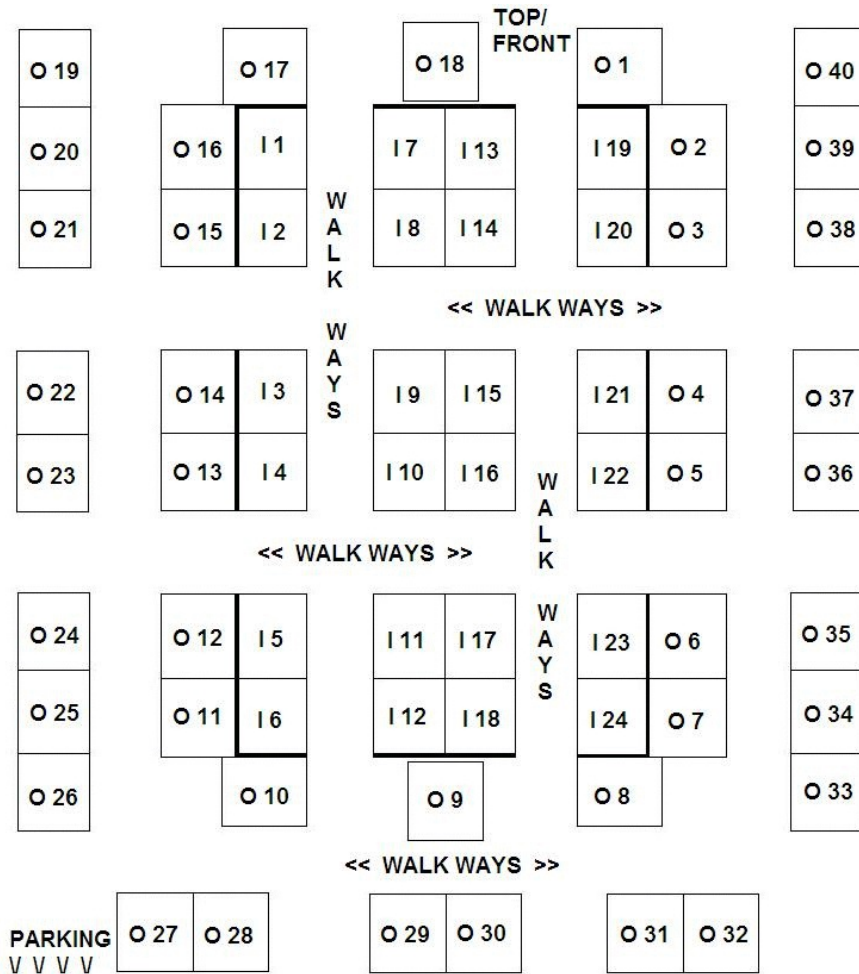 TOP/
FRONT
O 19 O 17 O 18 O 1 O 40
O 20 O 16 I 1 I 7 I 13 I 19 O 2 O 39
O 21 O 15 I 2 I 8 I 14 I 20 O 3 O 38
W
A
L
K
W
A
Y
S
<< WALK WAYS >>
O 22 O 14 I 3 I 9 I 15 I 21 O 4 O 37
O 23 O 13 I 4 I 10 I 16 I 22 O 5 O 36
W
A
L
K
W
A
Y
S
<< WALK WAYS >>
O 24 O 12 I 5 I 11 I 17 I 23 O 6 O 35
O 25 O 11 I 6 I 12 I 18 I 24 O 7 O 34
O 26 O 10 O 9 O 8 O 33
<< WALK WAYS >>
O 27 O 28 O 29 O 30 O 31 O 32
PARKING
\/ \/ \/ \/